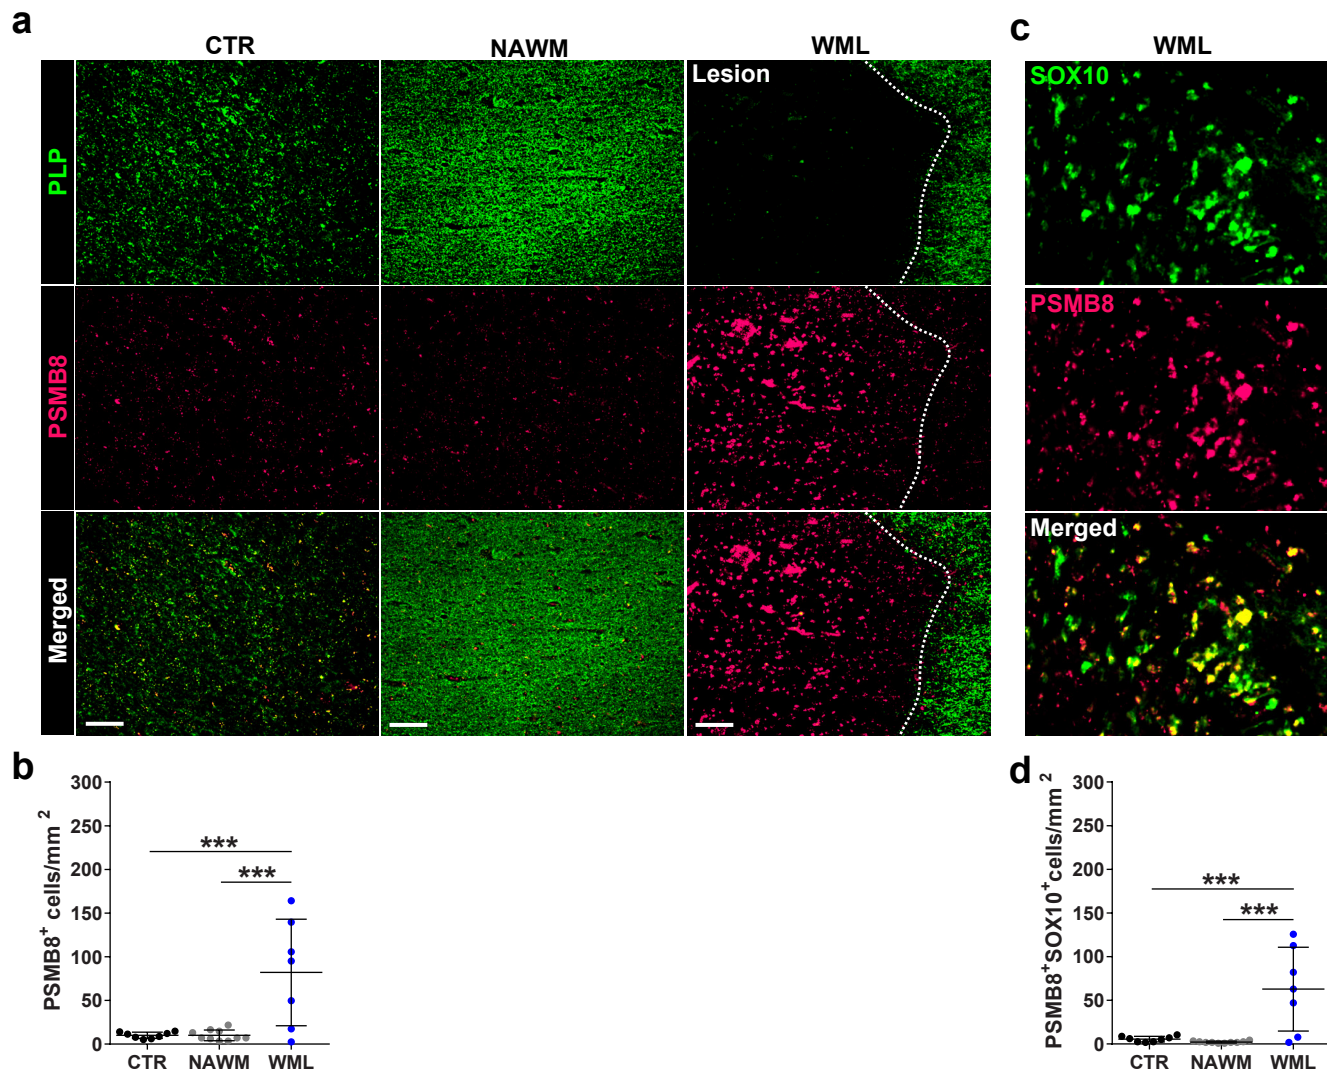 a
CTR
NAWM
WML
PLP
Lesion
PSMB8
Merged
c
WML
SOX10
PSMB8
Merged
b
PSMB8⁺ cells/mm²
300
250
200
150
100
50
0
***
***
CTR
NAWM
WML
d
PSMB8⁺SOX10⁺cells/mm²
300
250
200
150
100
50
0
***
***
CTR
NAWM
WML